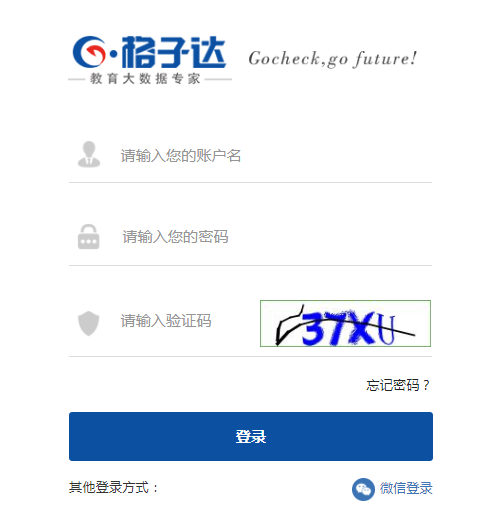 格子达
教育大数据专家
Gocheck,go future!
请输入您的账户名
请输入您的密码
请输入验证码
37XU
忘记密码？
登录
其他登录方式：
微信登录